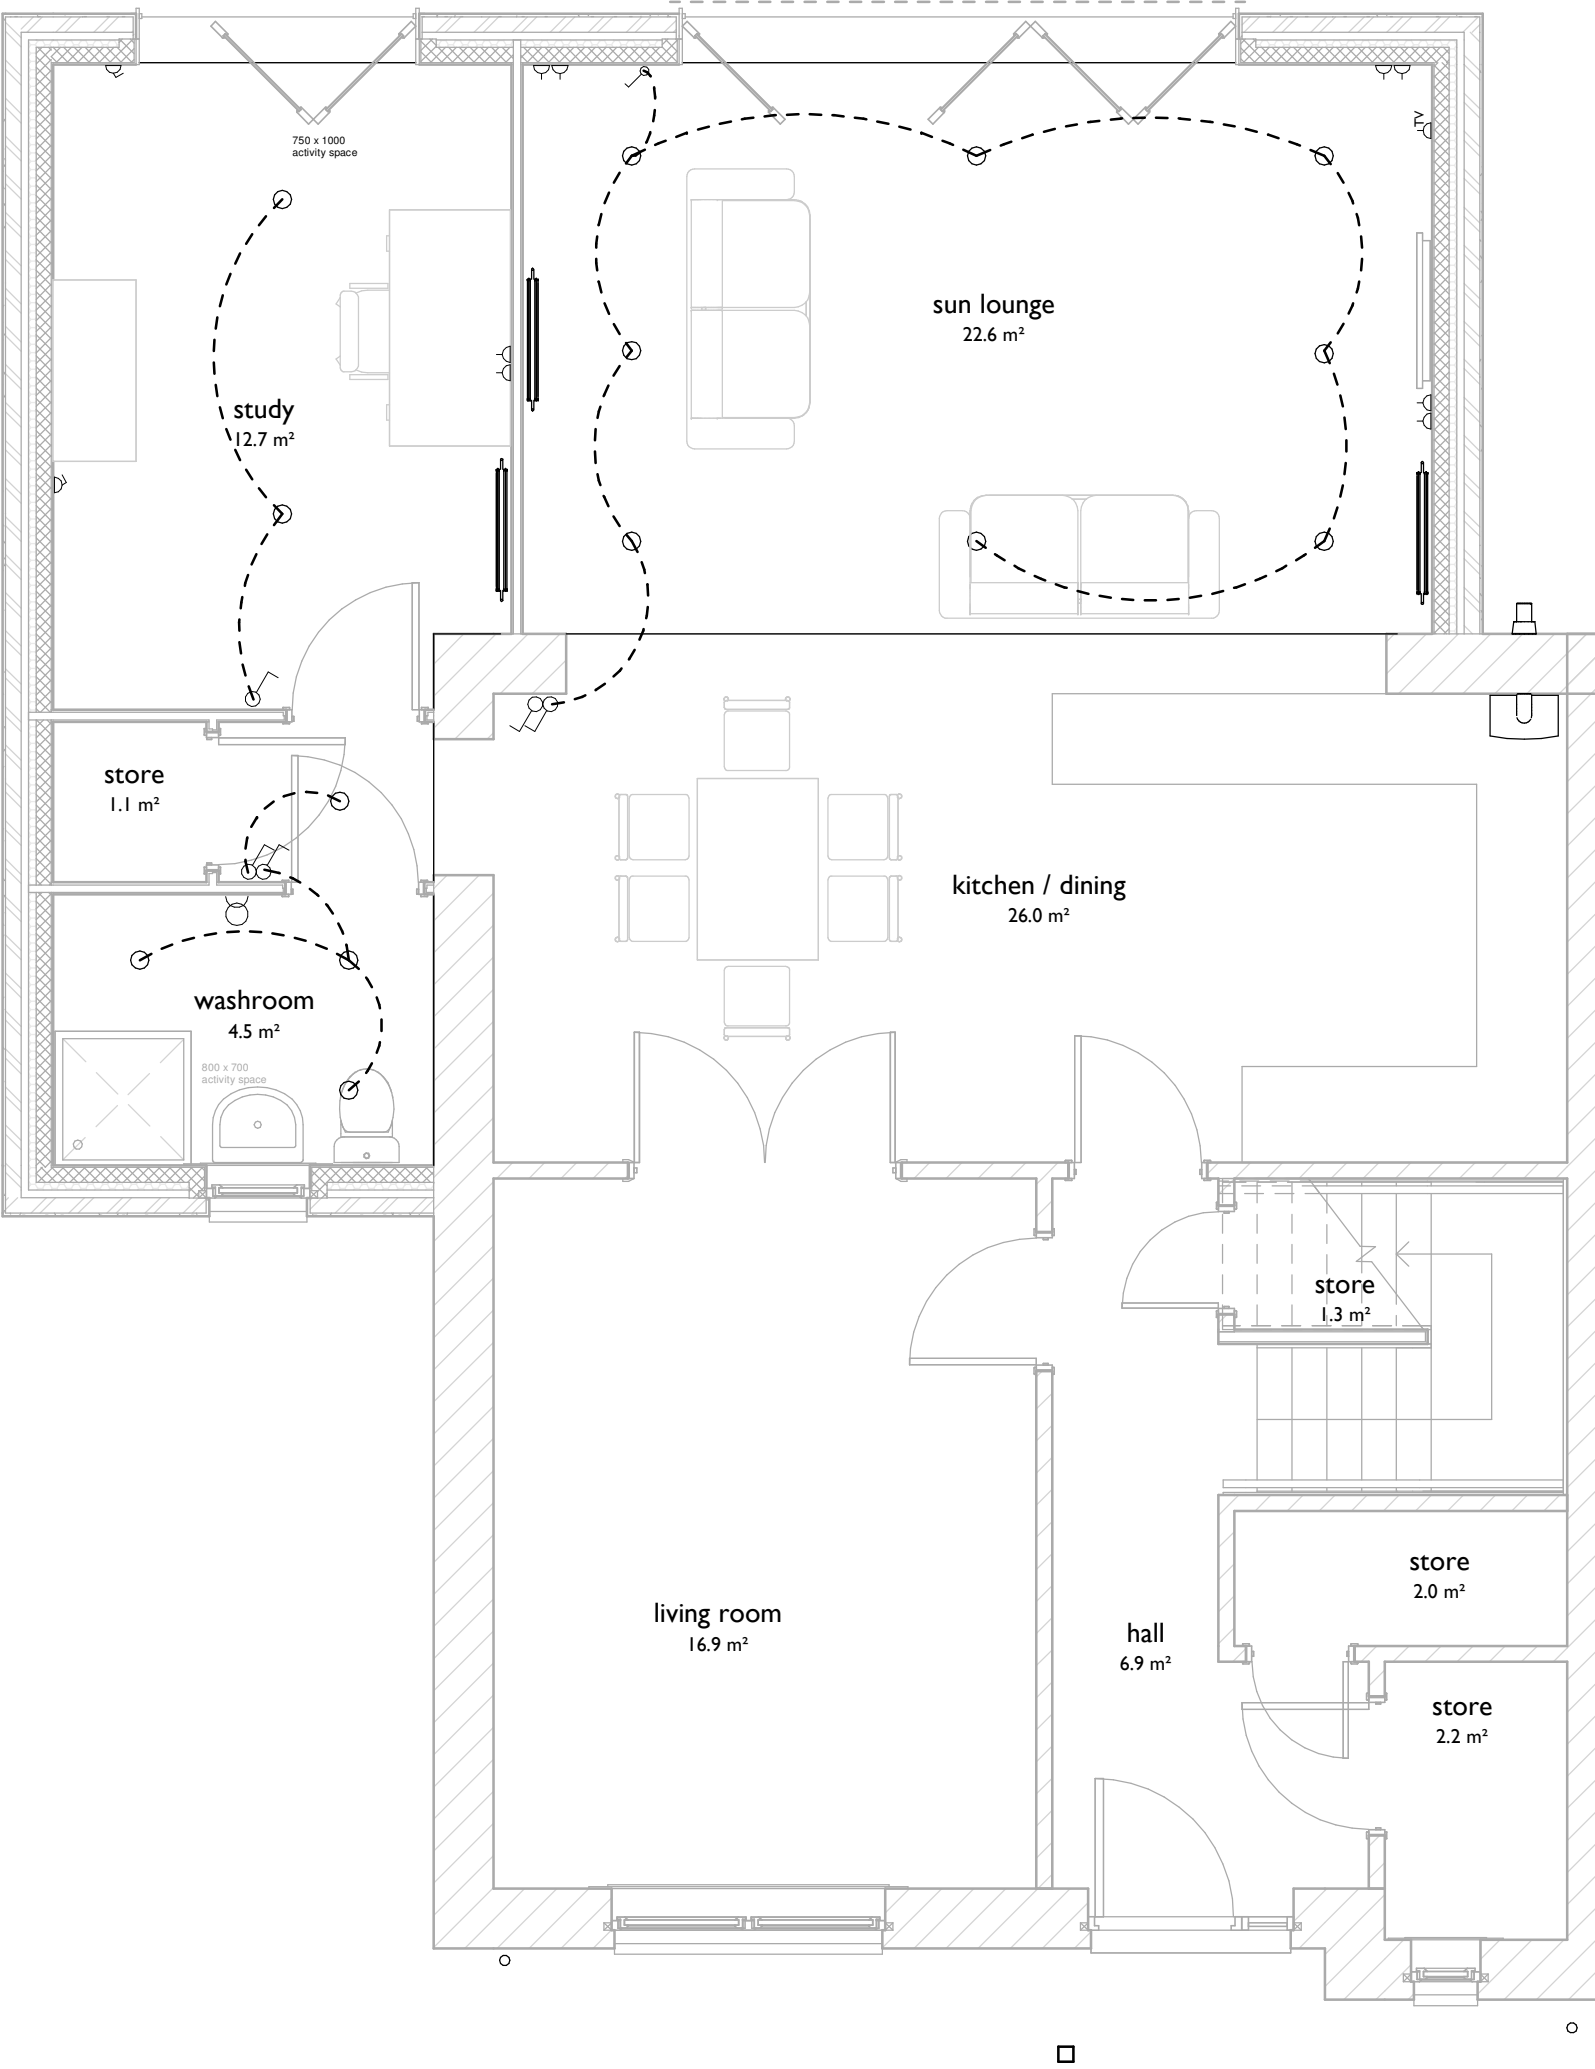 750 x 1000
activity space
TV
sun lounge
22.6 m²
study
12.7 m²
store
1.1 m²
kitchen / dining
26.0 m²
washroom
4.5 m²
800 x 700
activity space
store
1.3 m²
store
2.0 m²
living room
16.9 m²
hall
6.9 m²
store
2.2 m²